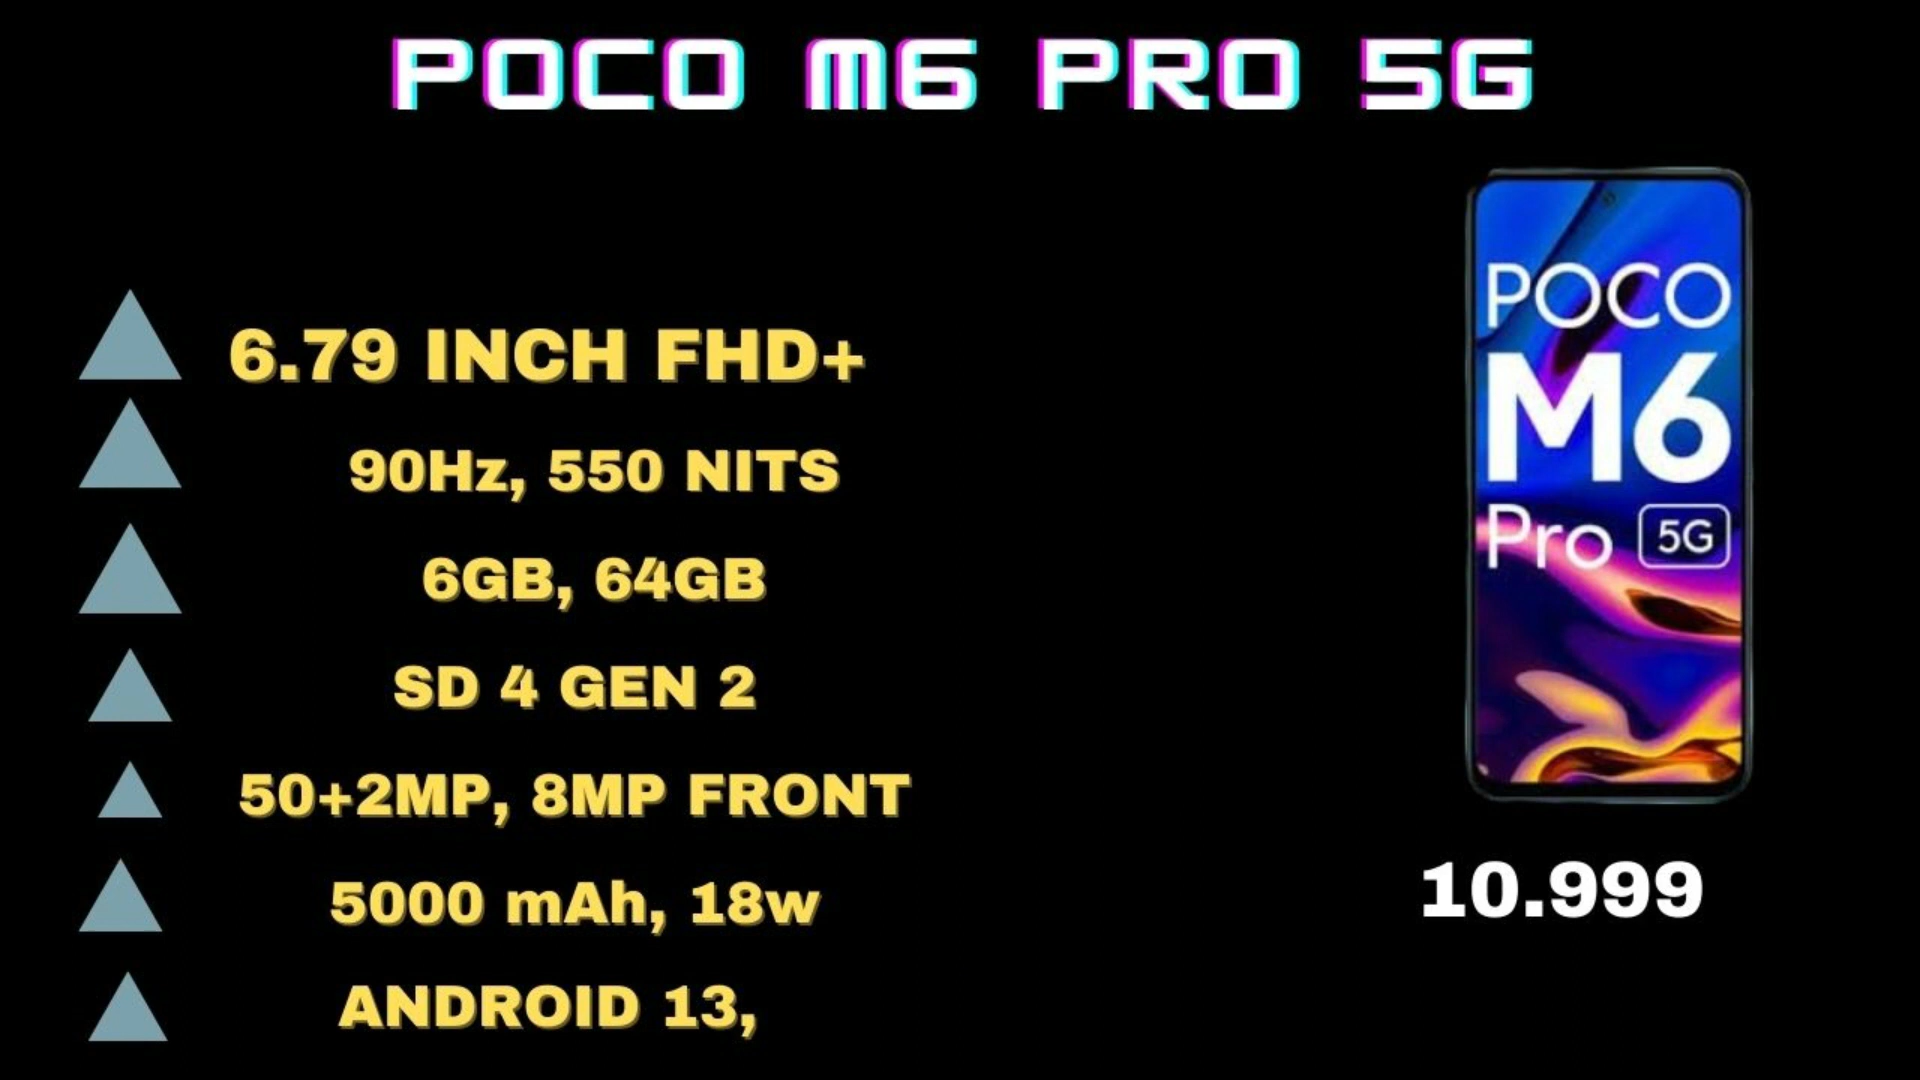 POCO M6 PRO 5G
6.79 INCH FHD+
90Hz, 550 NITS
6GB, 64GB
SD 4 GEN 2
50+2MP, 8MP FRONT
5000 mAh, 18w
ANDROID 13,
POCO
M6
Pro 5G
10.999